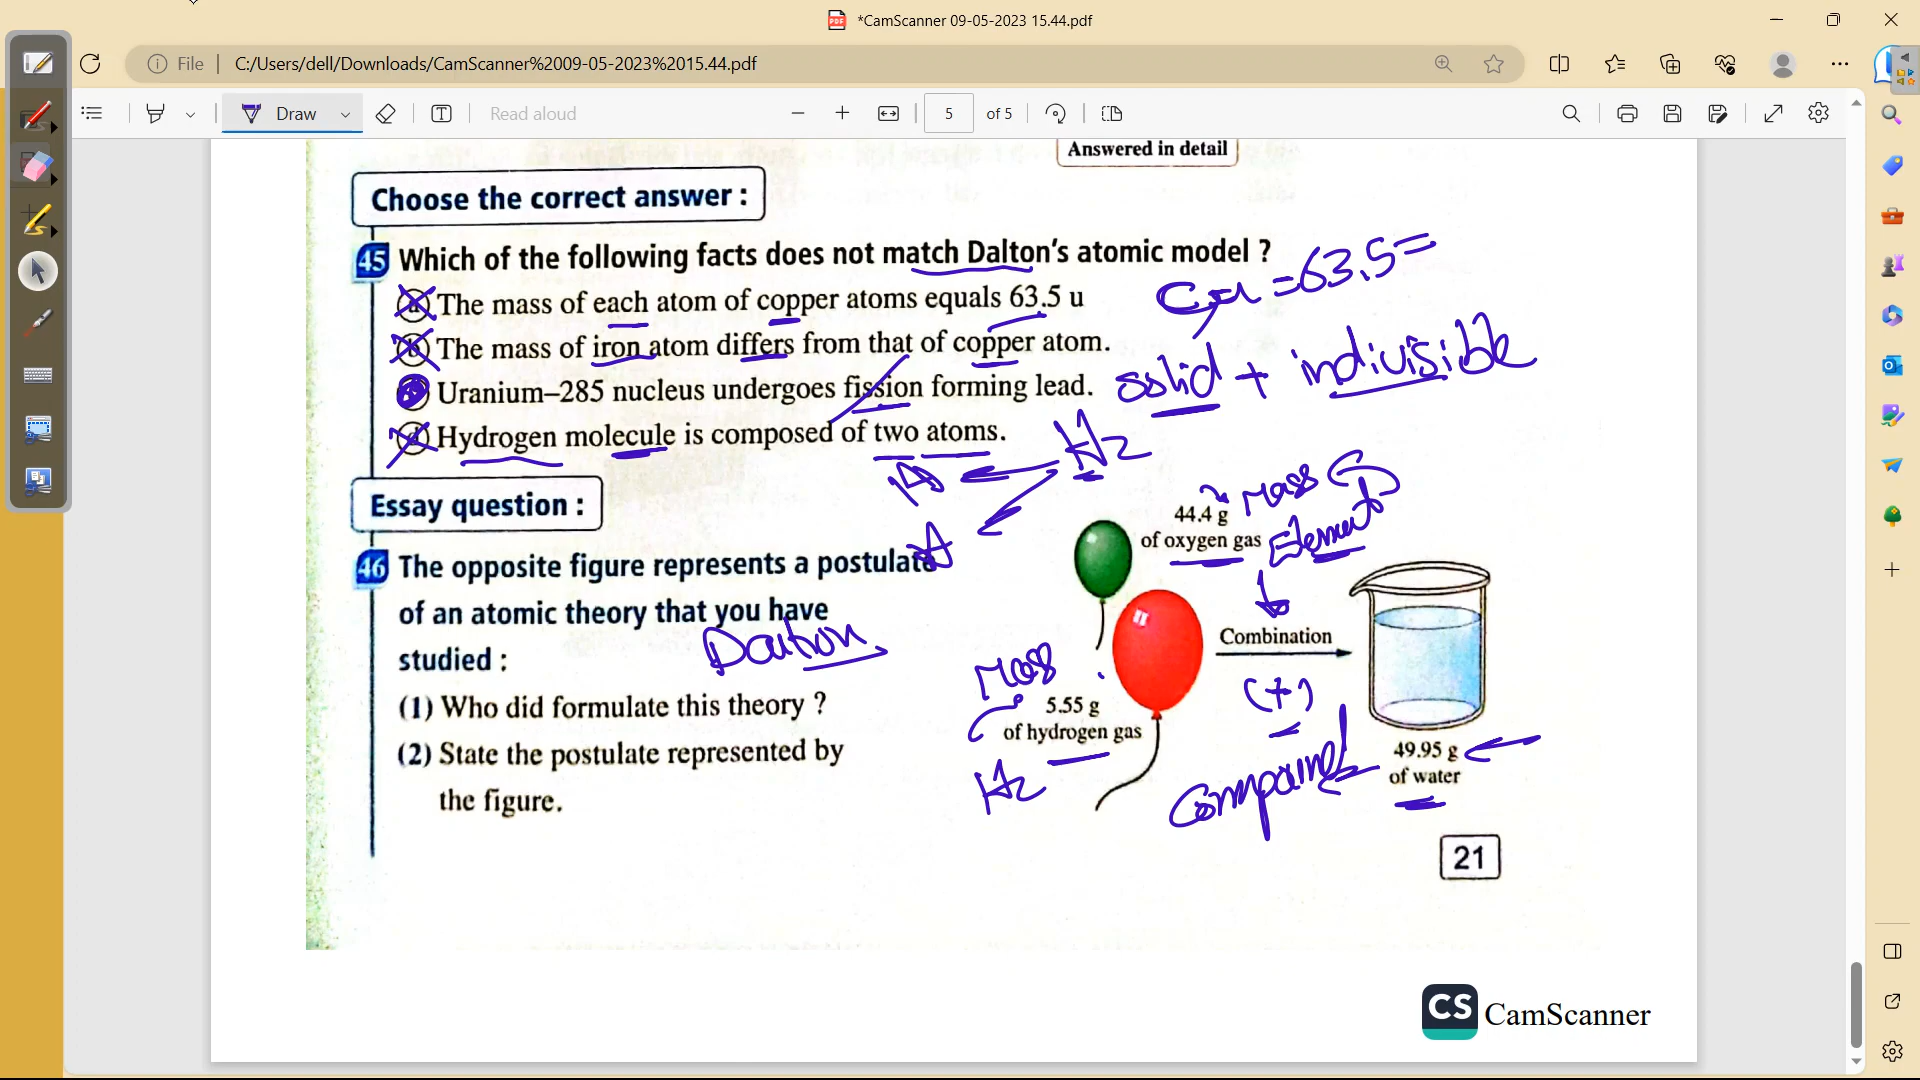 *CamScanner 09-05-2023 15.44.pdf
File
C:/Users/dell/Downloads/CamScanner%2009-05-2023%2015.44.pdf
Draw
Read aloud
5 of 5
Answered in detail
Choose the correct answer :
45 Which of the following facts does not match Dalton's atomic model ?
Cu = 63.5 =
a The mass of each atom of copper atoms equals 63.5 u
b The mass of iron atom differs from that of copper atom.
solid + indivisible
Uranium–285 nucleus undergoes fission forming lead.
d Hydrogen molecule is composed of two atoms.
H2
Essay question :
Mass
44.4 g
of oxygen gas
Element
46 The opposite figure represents a postulate
of an atomic theory that you have
studied :
Dalton
Combination
(+)
Mass
5.55 g
of hydrogen gas
H2
(1) Who did formulate this theory ?
(2) State the postulate represented by
the figure.
Compound
49.95 g
of water
21
CS CamScanner